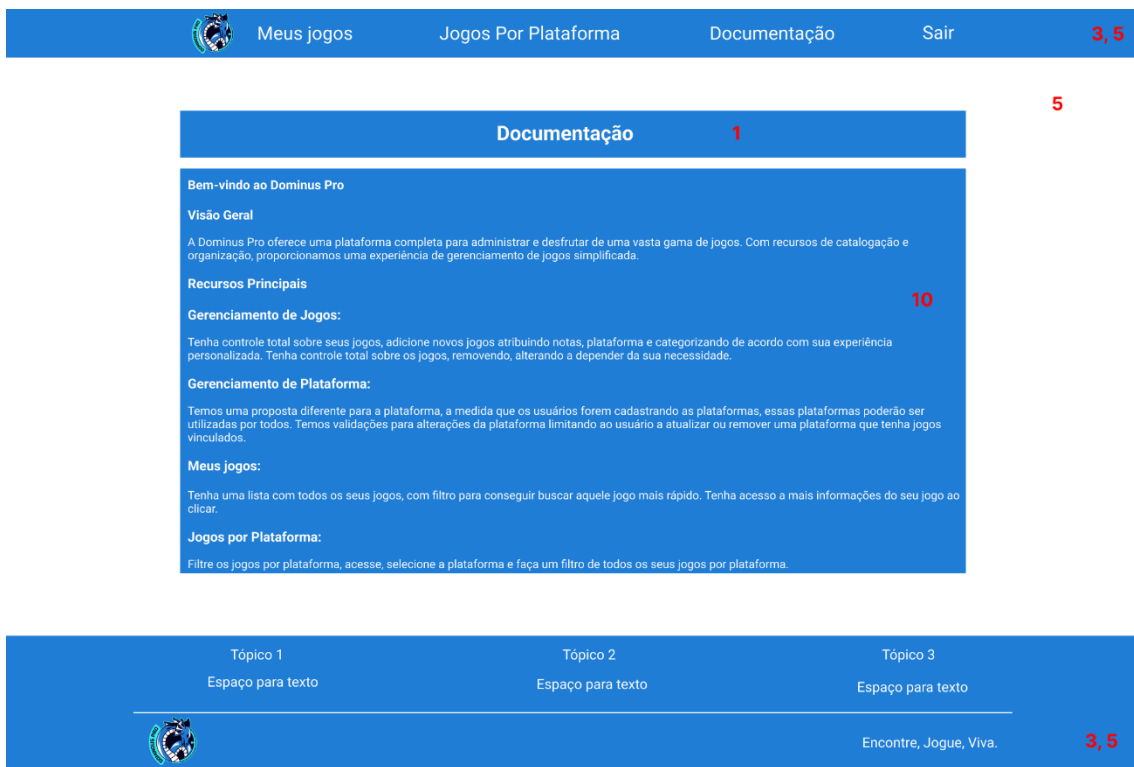 Meus jogos
Jogos Por Plataforma
Documentação
Sair
3, 5
5
Documentação
1
Bem-vindo ao Dominus Pro
Visão Geral
A Dominus Pro oferece uma plataforma completa para administrar e desfrutar de uma vasta gama de jogos. Com recursos de catalogação e
organização, proporcionamos uma experiência de gerenciamento de jogos simplificada.
Recursos Principais
10
Gerenciamento de Jogos:
Tenha controle total sobre seus jogos, adicione novos jogos atribuindo notas, plataforma e categorizando de acordo com sua experiência
personalizada. Tenha controle total sobre os jogos, removendo, alterando a depender da sua necessidade.
Gerenciamento de Plataforma:
Temos uma proposta diferente para a plataforma, a medida que os usuários forem cadastrando as plataformas, essas plataformas poderão ser
utilizadas por todos. Temos validações para alterações da plataforma limitando ao usuário a atualizar ou remover uma plataforma que tenha jogos
vinculados.
Meus jogos:
Tenha uma lista com todos os seus jogos, com filtro para conseguir buscar aquele jogo mais rápido. Tenha acesso a mais informações do seu jogo ao
clicar.
Jogos por Plataforma:
Filtre os jogos por plataforma, acesse, selecione a plataforma e faça um filtro de todos os seus jogos por plataforma.
Tópico 1
Tópico 2
Tópico 3
Espaço para texto
Espaço para texto
Espaço para texto
Encontre, Jogue, Viva.
3, 5